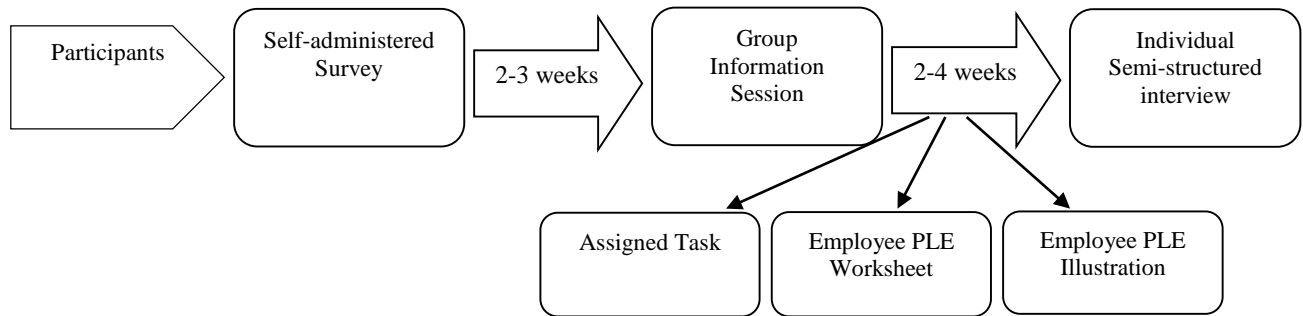 Participants
Self-administered
Survey
2-3 weeks
Group
Information
Session
2-4 weeks
Individual
Semi-structured
interview
Assigned Task
Employee PLE
Worksheet
Employee PLE
Illustration